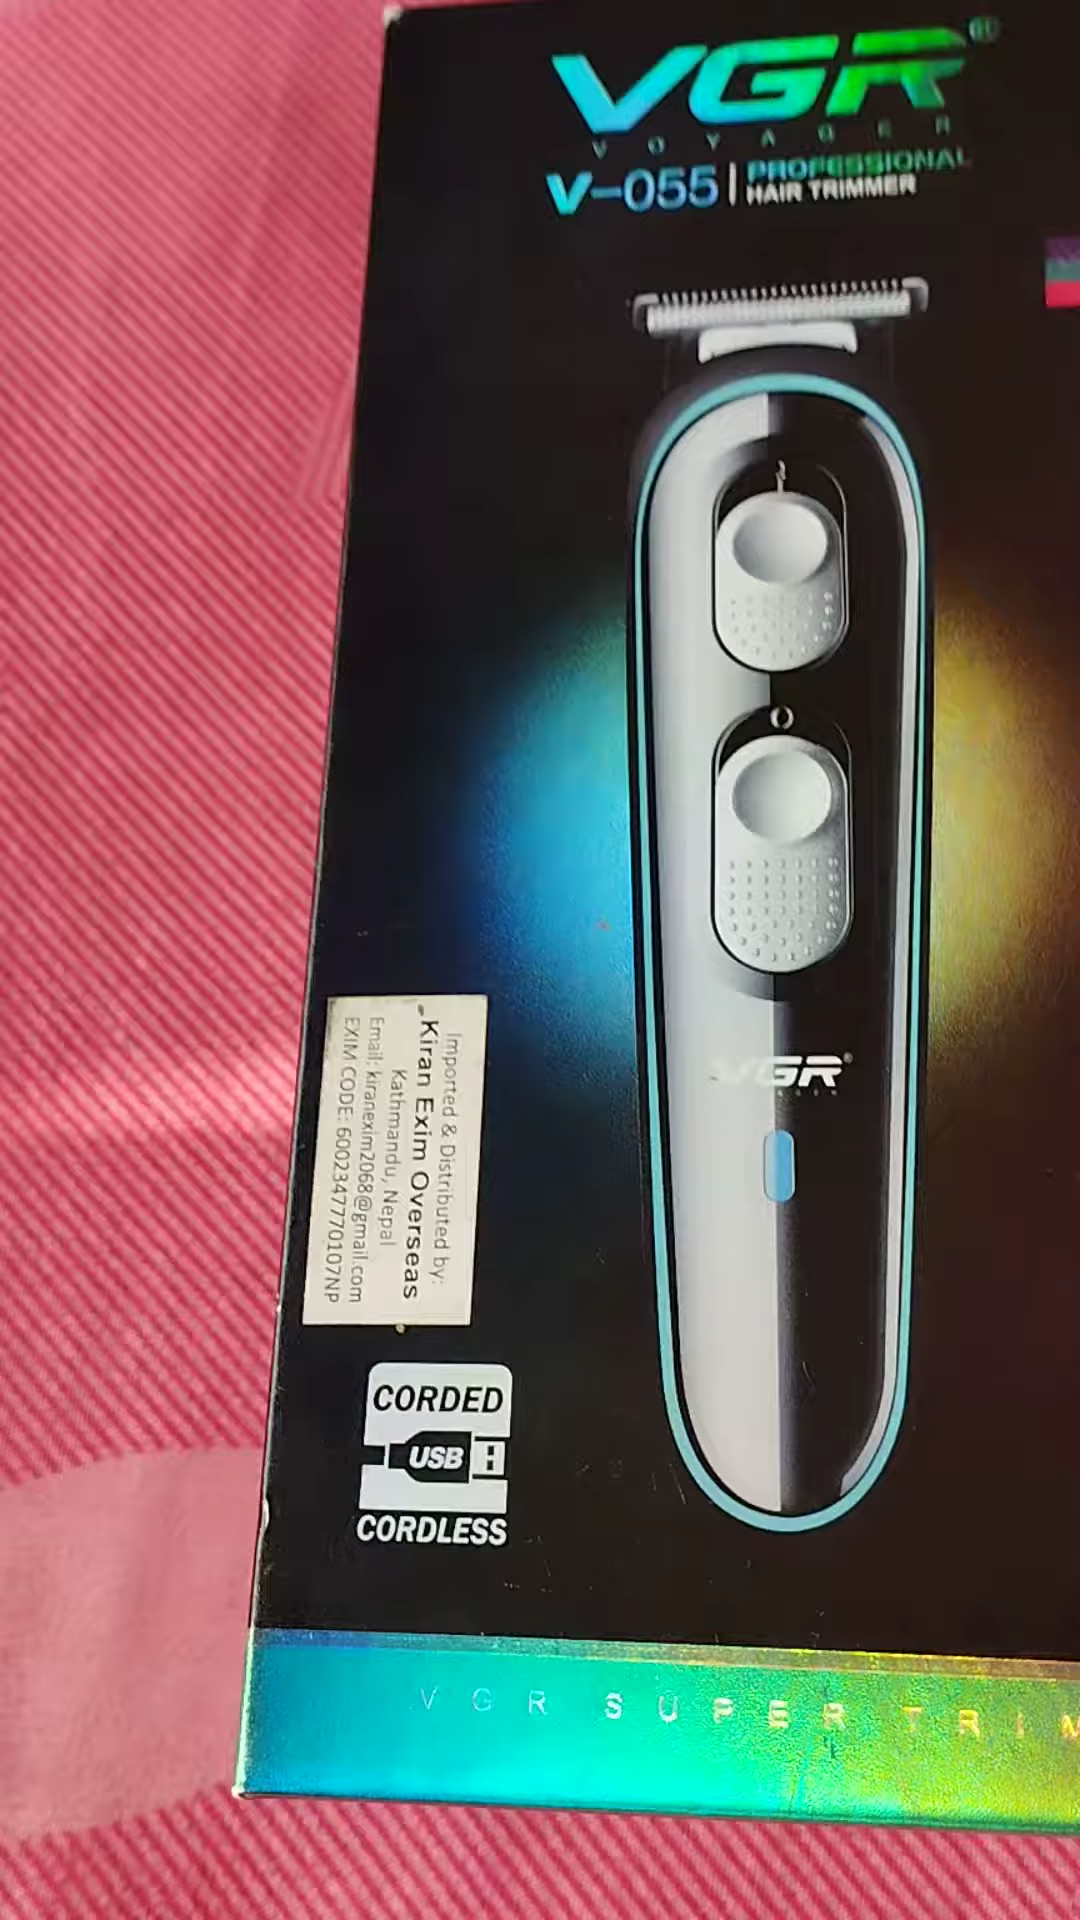 VGR®
VOYAGER
V-055 | PROFESSIONAL
HAIR TRIMMER
VGR®
Imported & Distributed by:
Kiran Exim Overseas
Kathmandu, Nepal
Email: kiranexim2068@gmail.com
EXIM CODE: 6002347770107NP
CORDED
USB
CORDLESS
VGR SUPER TRIM